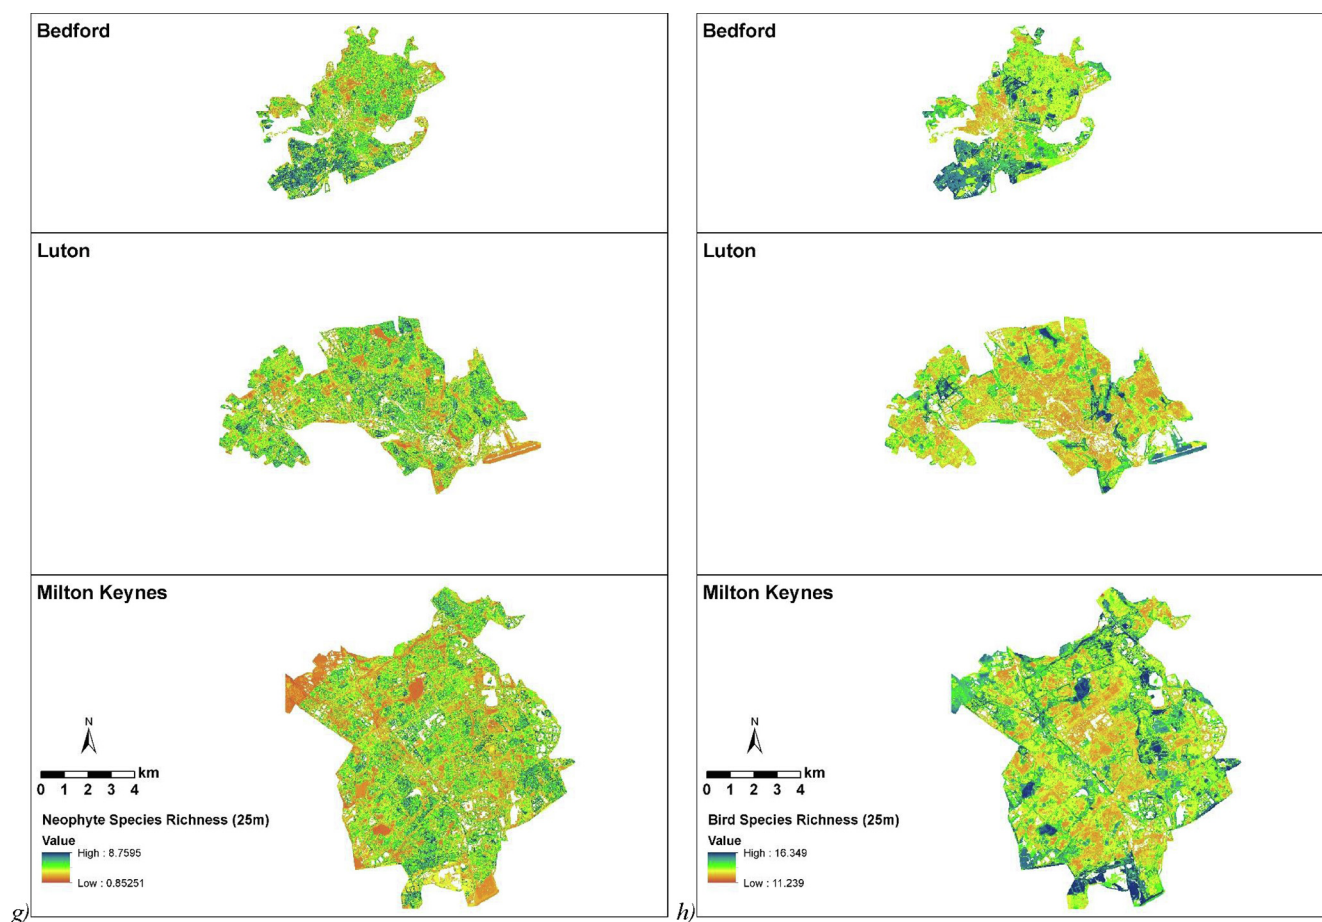 Bedford
Luton
Milton Keynes
N
km
0 1 2 3 4
Neophyte Species Richness (25m)
Value
High : 8.7595
Low : 0.85251
g)
Bedford
Luton
Milton Keynes
N
km
0 1 2 3 4
Bird Species Richness (25m)
Value
High : 16.349
Low : 11.239
h)